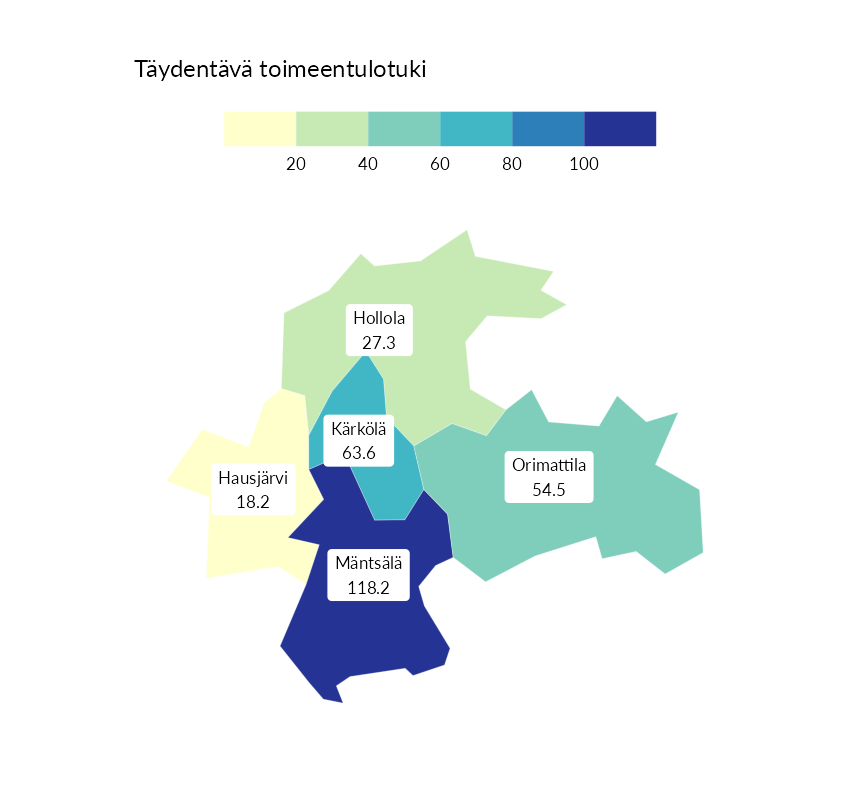 Täydentävä toimeentulotuki
20 40 60 80 100
Hollola
27.3
Kärkölä
63.6
Hausjärvi
18.2
Orimattila
54.5
Mäntsälä
118.2